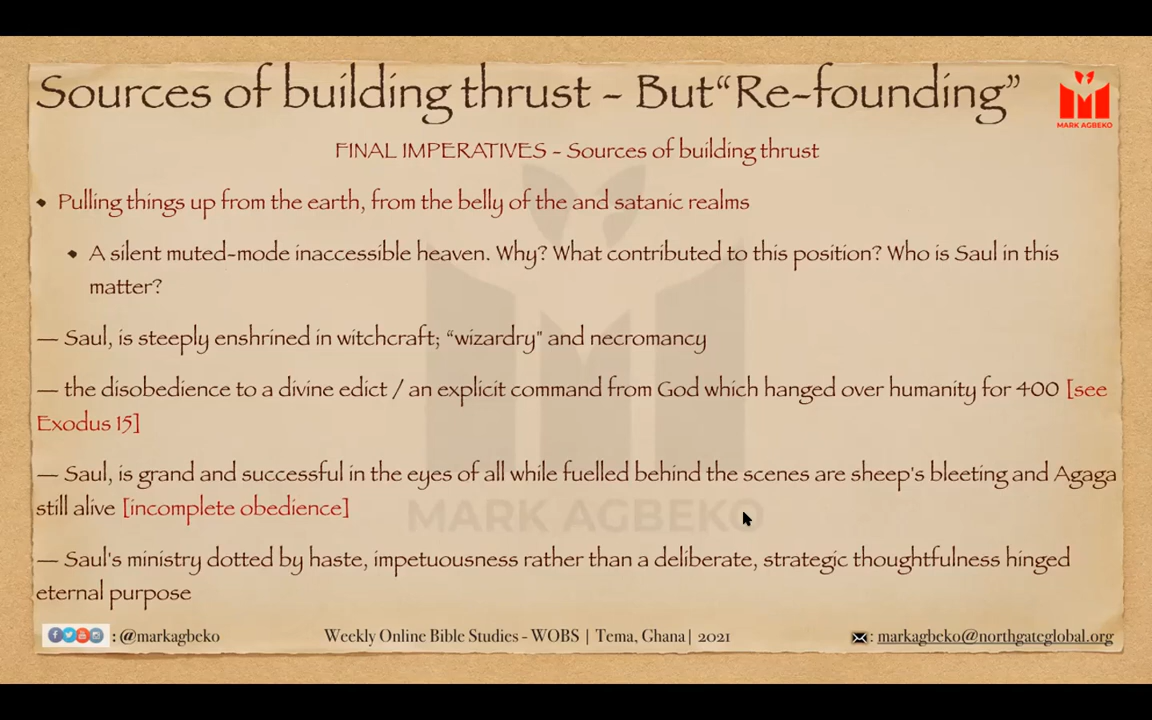 Sources of building thrust - But“Re-founding”
MARK AGBEKO
FINAL IMPERATIVES - Sources of building thrust
Pulling things up from the earth, from the belly of the and satanic realms
A silent muted-mode inaccessible heaven. Why? What contributed to this position? Who is Saul in this
matter?
— Saul, is steeply enshrined in witchcraft; “wizardry" and necromancy
— the disobedience to a divine edict / an explicit command from God which hanged over humanity for 400 [see
Exodus 15]
— Saul, is grand and successful in the eyes of all while fuelled behind the scenes are sheep's bleeting and Agaga
still alive [incomplete obedience]
MARK AGBEKO
— Saul's ministry dotted by haste, impetuousness rather than a deliberate, strategic thoughtfulness hinged
eternal purpose
: @markagbeko
Weekly Online Bible Studies - WOBS | Tema, Ghana| 2021
: markagbeko@northgateglobal.org